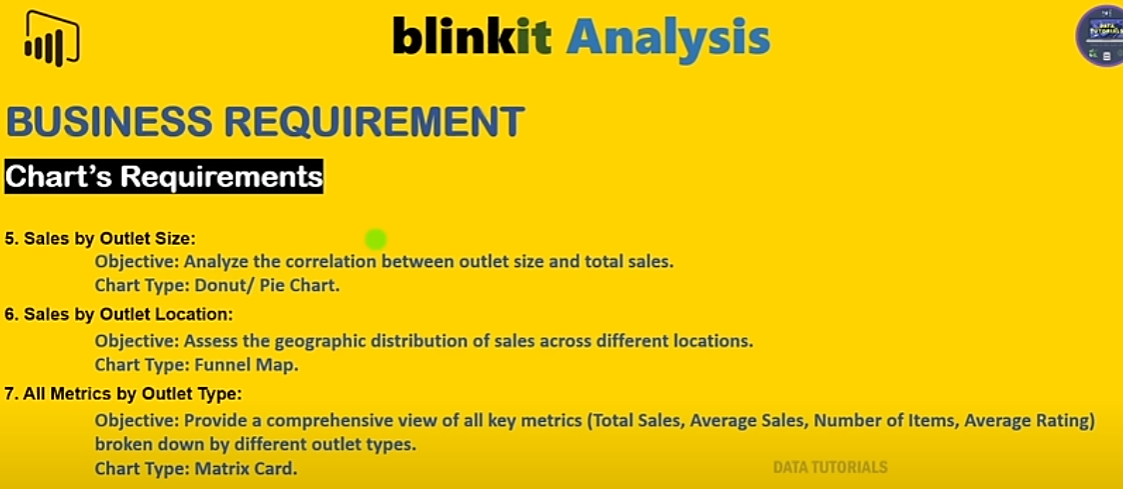 blinkit Analysis
DATA
TUTORIALS
BUSINESS REQUIREMENT
Chart's Requirements
5. Sales by Outlet Size:
Objective: Analyze the correlation between outlet size and total sales.
Chart Type: Donut/ Pie Chart.
6. Sales by Outlet Location:
Objective: Assess the geographic distribution of sales across different locations.
Chart Type: Funnel Map.
7. All Metrics by Outlet Type:
Objective: Provide a comprehensive view of all key metrics (Total Sales, Average Sales, Number of Items, Average Rating)
broken down by different outlet types.
Chart Type: Matrix Card.
DATA TUTORIALS